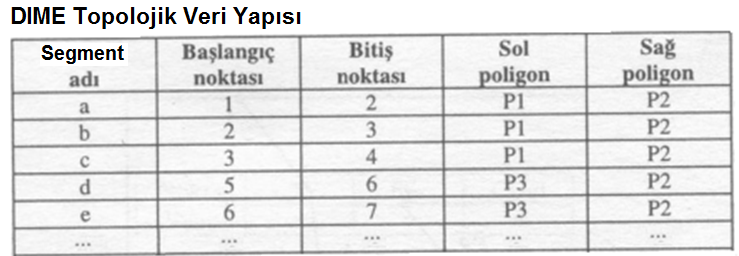 DIME Topolojik Veri Yapısı
Segment adı Başlangıç noktası Bitiş noktası Sol poligon Sağ poligon
a 1 2 P1 P2
b 2 3 P1 P2
c 3 4 P1 P2
d 5 6 P3 P2
e 6 7 P3 P2
... ... ... ... ...